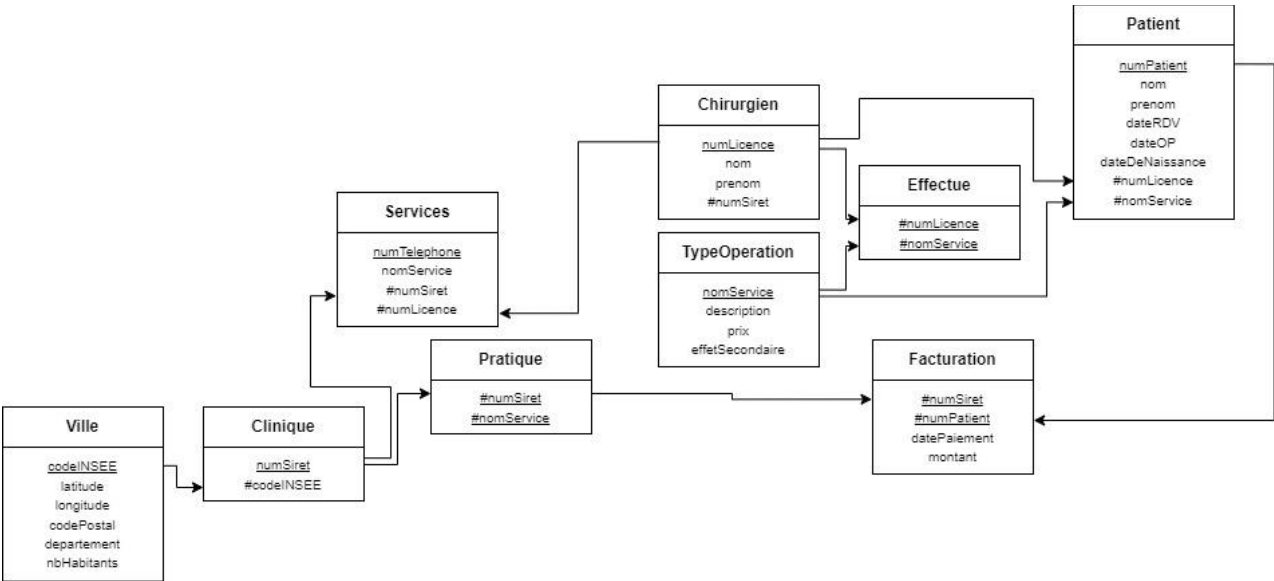 Patient
numPatient
nom
prenom
dateRDV
dateOP
dateDeNaissance
#numLicence
#nomService
Chirurgien
numLicence
nom
prenom
#numSiret
Effectue
#numLicence
#nomService
Services
numTelephone
nomService
#numSiret
#numLicence
TypeOperation
nomService
description
prix
effetSecondaire
Pratique
#numSiret
#nomService
Facturation
#numSiret
#numPatient
datePaiement
montant
Ville
codeINSEE
latitude
longitude
codePostal
departement
nbHabitants
Clinique
numSiret
#codeINSEE